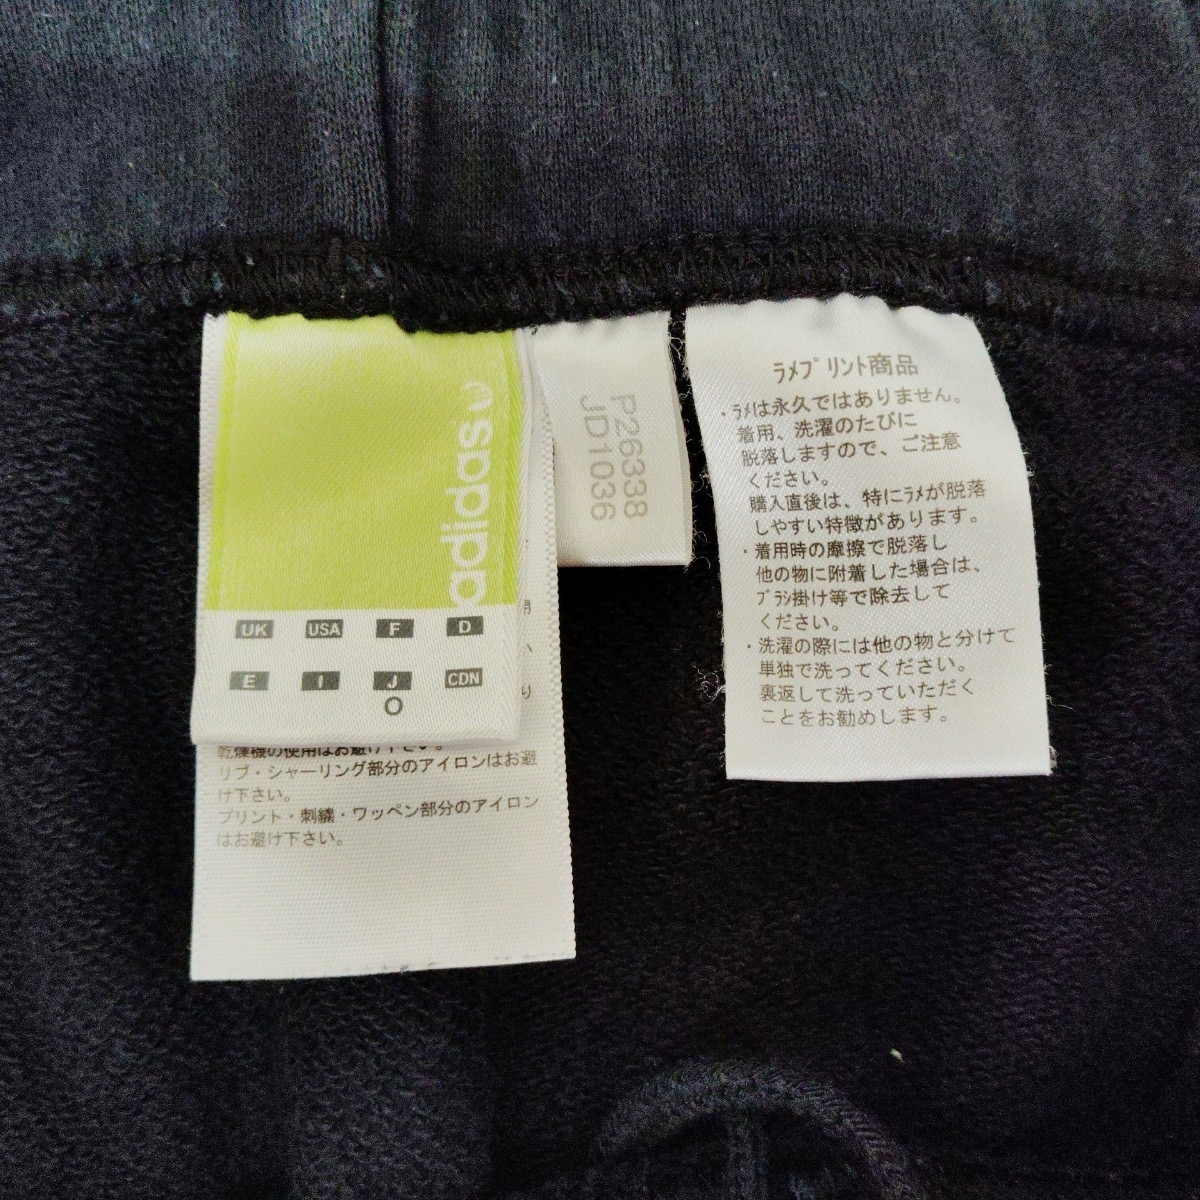 adidas
UK USA F D
E I J CDN
O
乾燥機の使用はお避け下さい。
リブ・シャーリング部分のアイロンはお避
け下さい。
プリント・刺繍・ワッペン部分のアイロン
はお避け下さい。
P26338
JD1036
ﾗﾒﾌﾟﾘﾝﾄ商品
・ﾗﾒは永久ではありません。
着用、洗濯のたびに
脱落しますので、ご注意
ください。
購入直後は、特にﾗﾒが脱落
しやすい特徴があります。
・着用時の摩擦で脱落し
他の物に附着した場合は、
ﾌﾞﾗｼ掛け等で除去して
ください。
・洗濯の際には他の物と分けて
単独で洗ってください。
裏返して洗っていただく
ことをお勧めします。